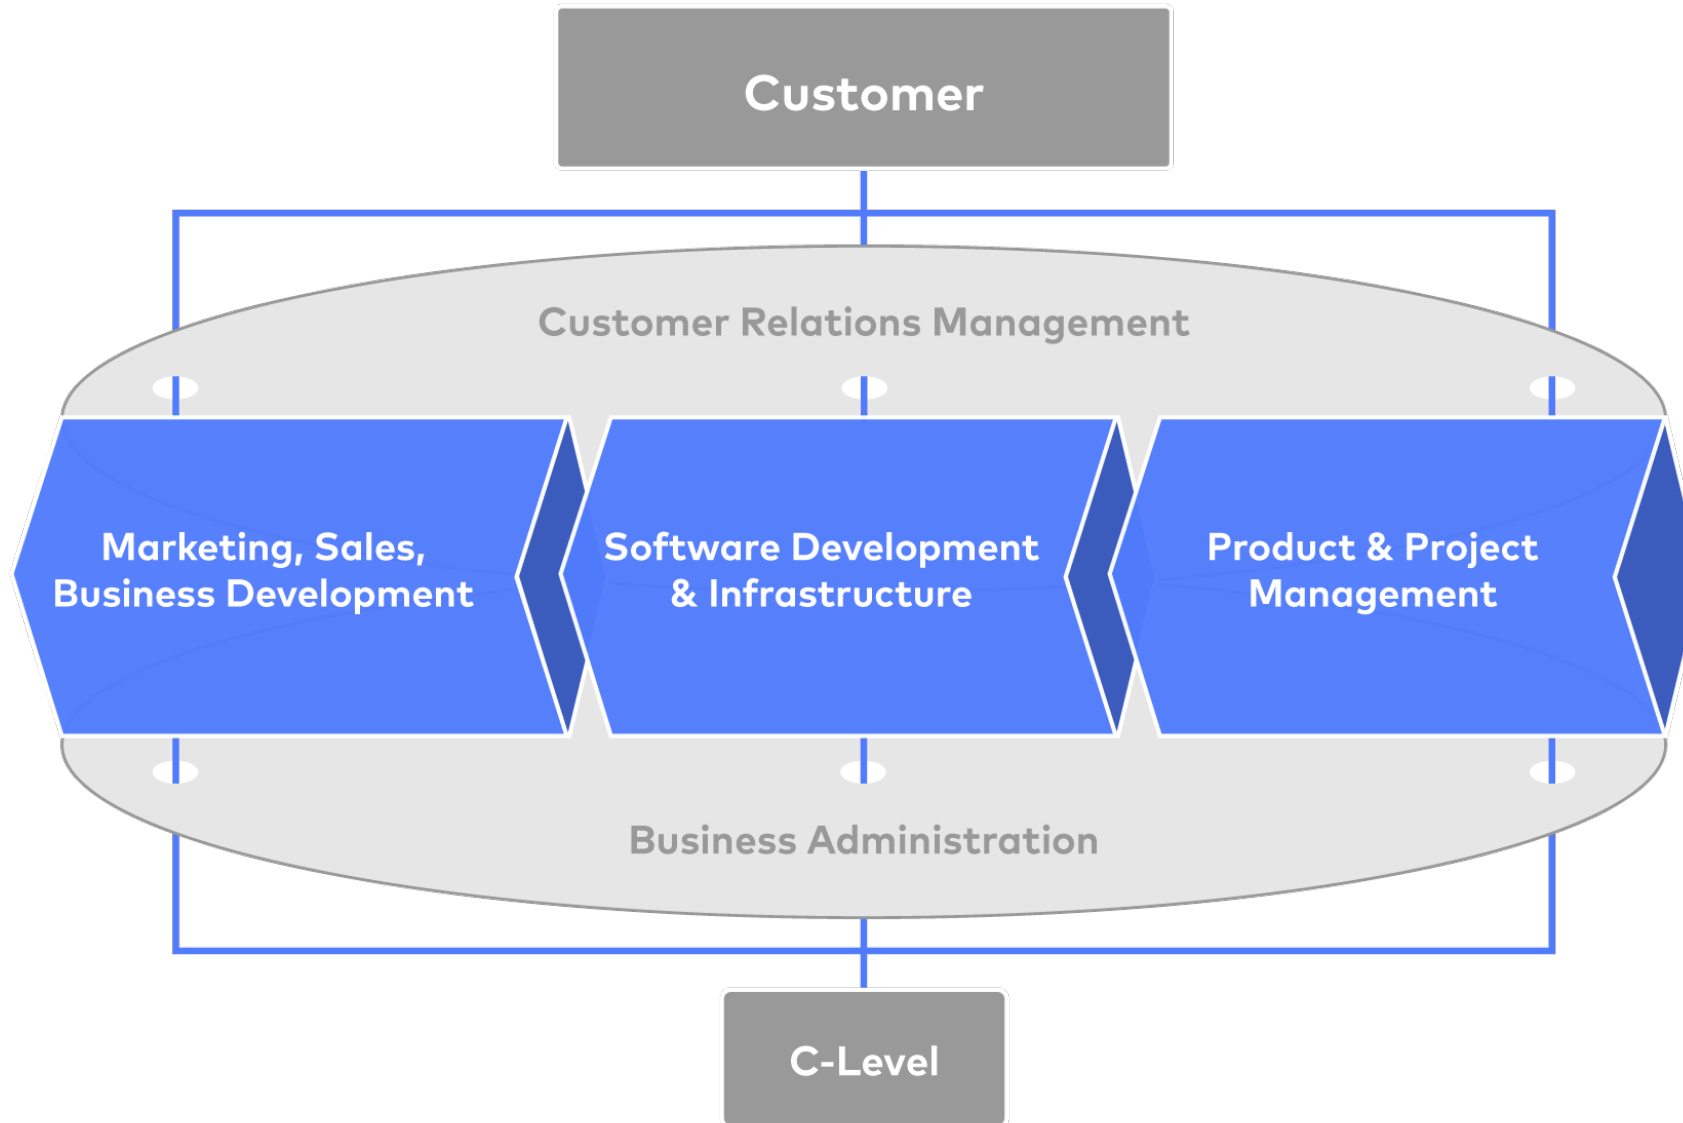 Customer
Customer Relations Management
Marketing, Sales,
Business Development
Software Development
& Infrastructure
Product & Project
Management
Business Administration
C-Level